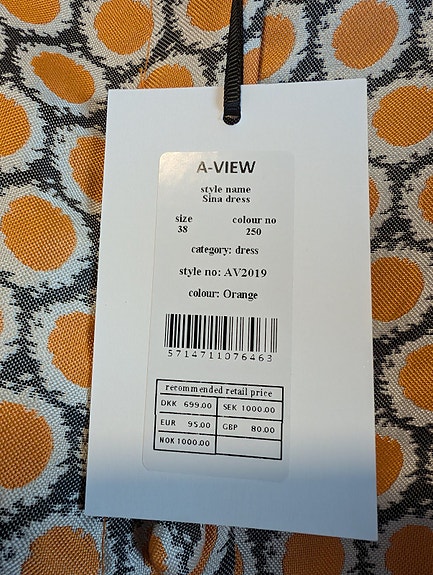 A-VIEW
style name
Sina dress
size colour no
38 250
category: dress
style no: AV2019
colour: Orange
5714711076463
recommended retail price
DKK 699.00 SEK 1000.00
EUR 95.00 GBP 80.00
NOK 1000.00